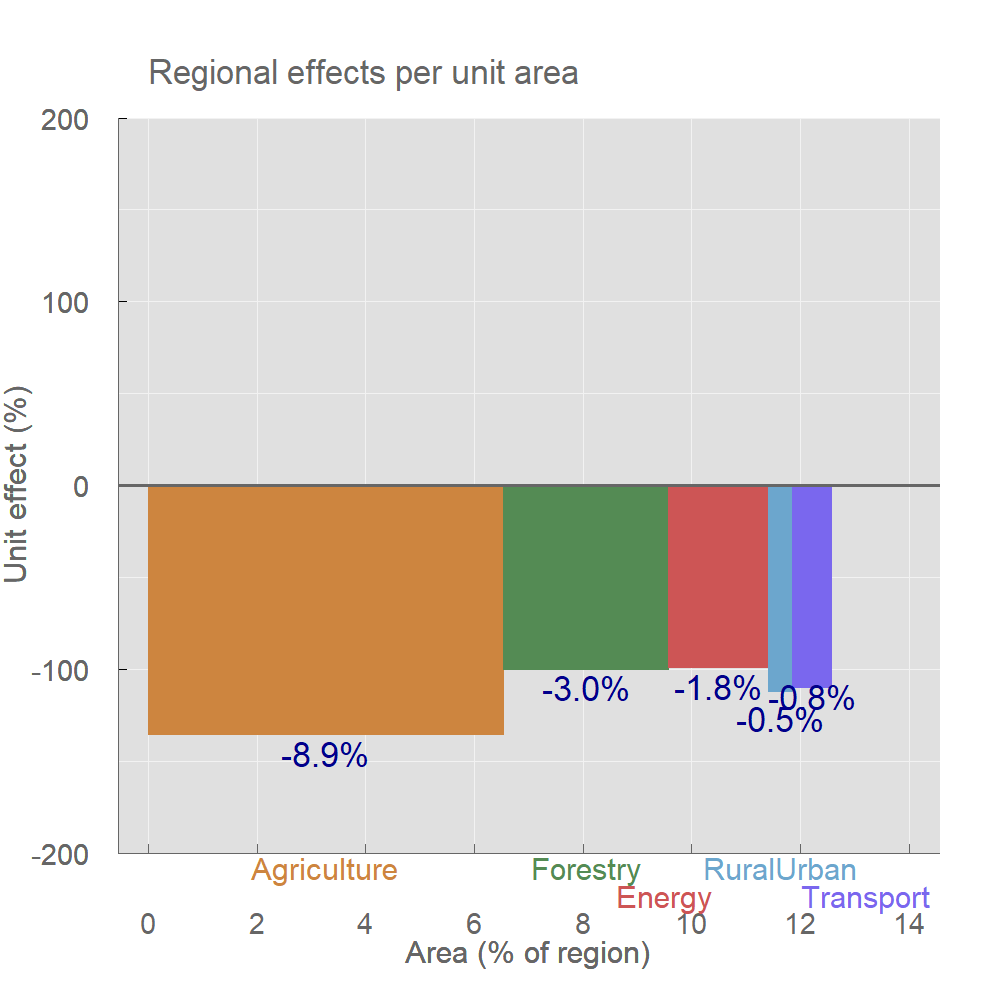 Regional effects per unit area
200
100
0
-100
-200
Unit effect (%)
-8.9%
-3.0%
-1.8%
-0.8%
-0.5%
Agriculture Forestry RuralUrban
Energy Transport
0 2 4 6 8 10 12 14
Area (% of region)